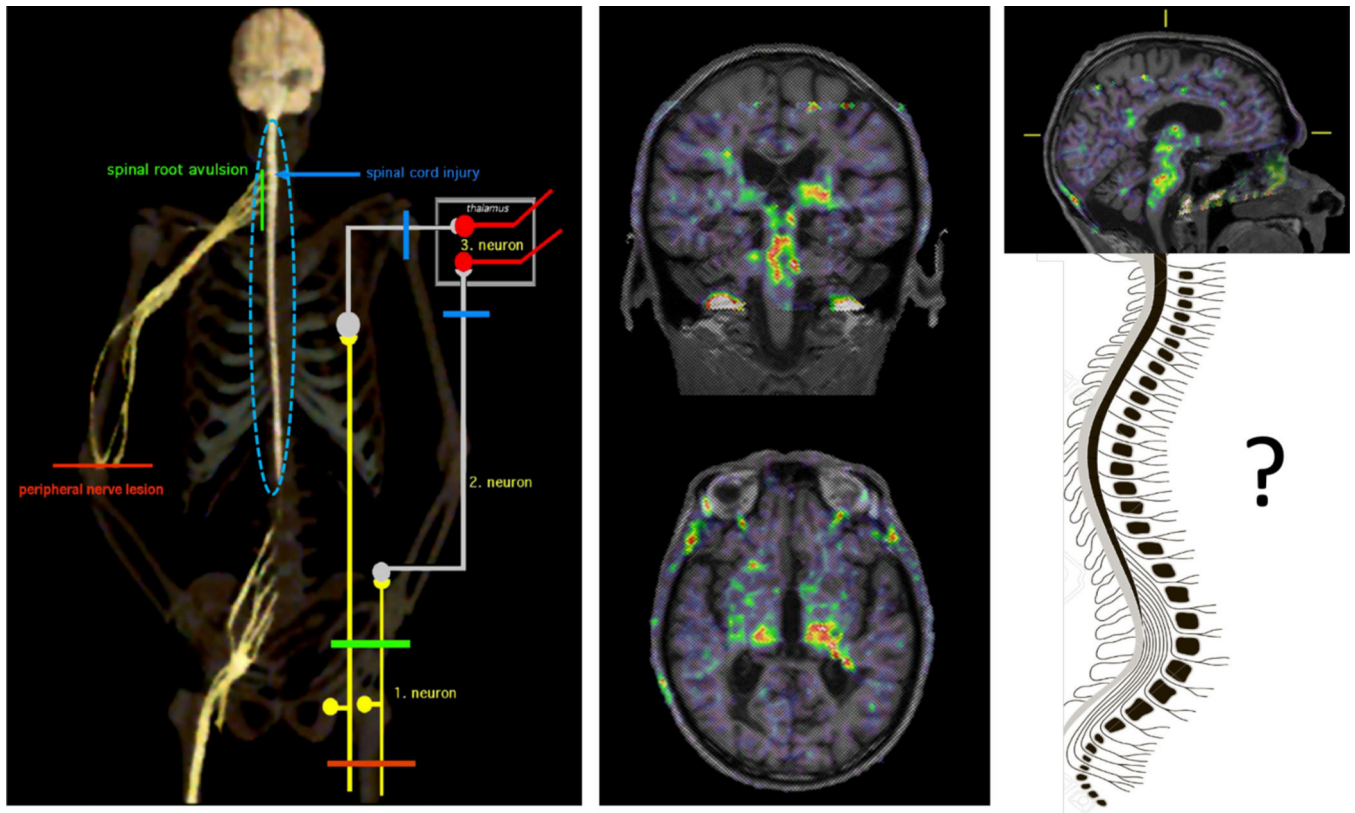 spinal root avulsion
spinal cord injury
thalamus
3. neuron
peripheral nerve lesion
2. neuron
1. neuron
?